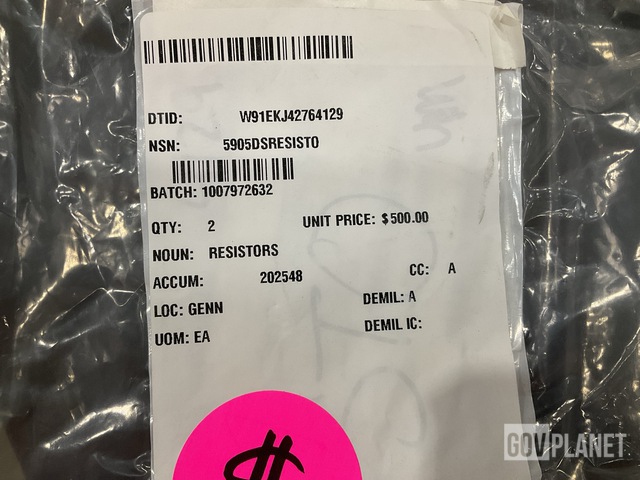 DTID: W91EKJ42764129
NSN: 5905DSRESISTO
BATCH: 1007972632
QTY: 2 UNIT PRICE: $500.00
NOUN: RESISTORS
ACCUM: 202548 CC: A
LOC: GENN DEMIL: A
UOM: EA DEMIL IC:
$
GOVPLANET